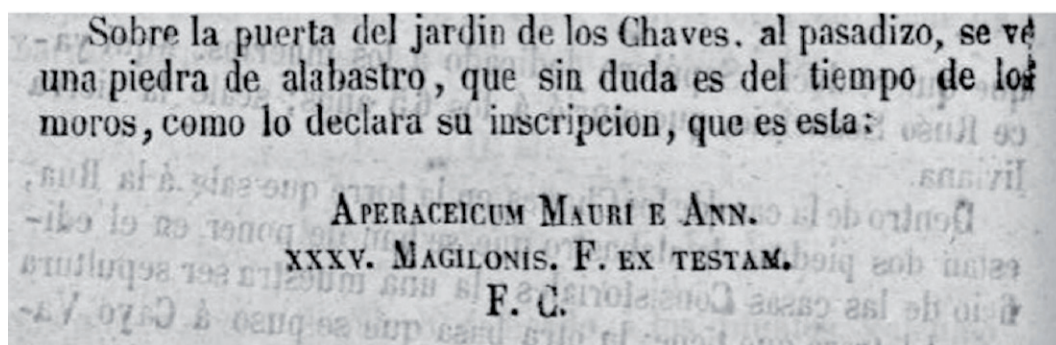 Sobre la puerta del jardin de los Chaves. al pasadizo, se vé
una piedra de alabastro, que sin duda es del tiempo de los
moros, como lo declara su inscripcion, que es esta:
APERACEICUM MAURI E ANN.
XXXV. MAGILONIS. F. EX TESTAM.
F. C.